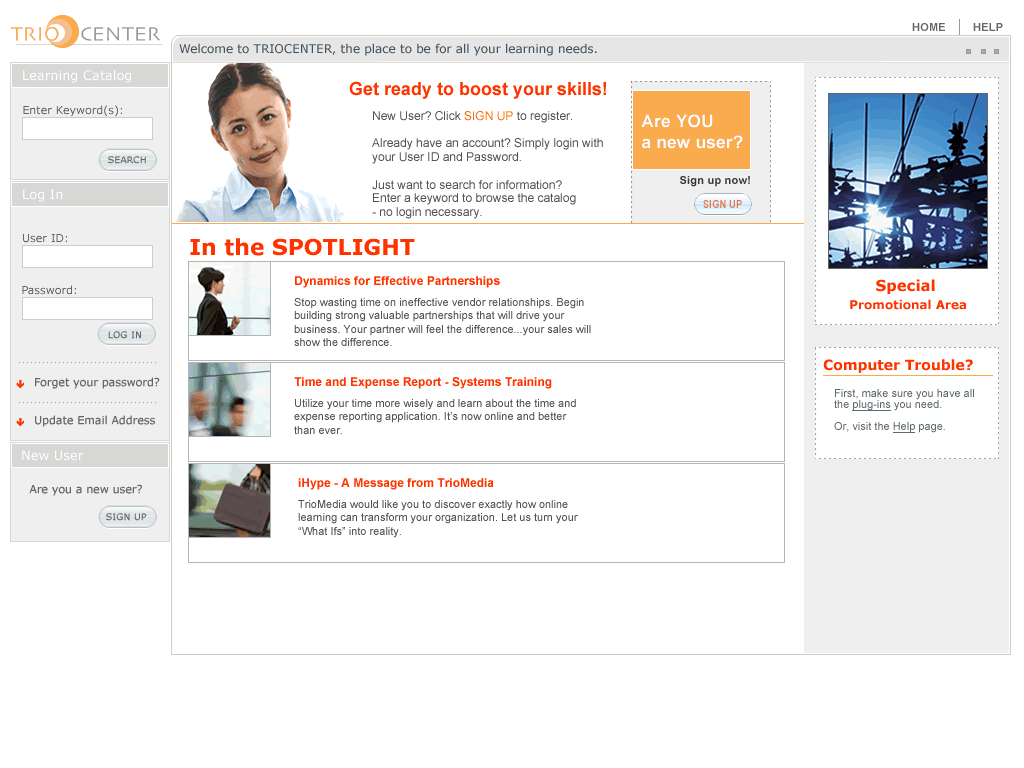 TRIOCENTER
HOME
HELP
Welcome to TRIOCENTER, the place to be for all your learning needs.
Learning Catalog
Enter Keyword(s):
SEARCH
Log In
User ID:
Password:
LOG IN
Forget your password?
Update Email Address
New User
Are you a new user?
SIGN UP
Get ready to boost your skills!
New User? Click SIGN UP to register.
Already have an account? Simply login with
your User ID and Password.
Just want to search for information?
Enter a keyword to browse the catalog
- no login necessary.
Are YOU
a new user?
Sign up now!
SIGN UP
In the SPOTLIGHT
Dynamics for Effective Partnerships
Stop wasting time on ineffective vendor relationships. Begin
building strong valuable partnerships that will drive your
business. Your partner will feel the difference...your sales will
show the difference.
Time and Expense Report - Systems Training
Utilize your time more wisely and learn about the time and
expense reporting application. It's now online and better
than ever.
iHype - A Message from TrioMedia
TrioMedia would like you to discover exactly how online
learning can transform your organization. Let us turn your
“What Ifs” into reality.
Special
Promotional Area
Computer Trouble?
First, make sure you have all
the plug-ins you need.
Or, visit the Help page.